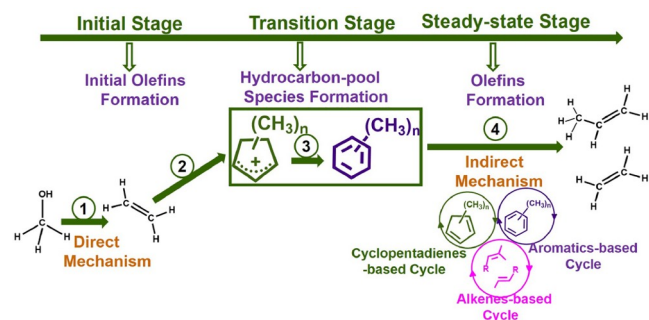 Initial Stage
Transition Stage
Steady-state Stage
Initial Olefins
Formation
Hydrocarbon-pool
Species Formation
Olefins
Formation
OH
H
H
H
1
Direct
Mechanism
H
H
H
H
2
(CH3)n
+
3
(CH3)n
4
Indirect
Mechanism
H
H
H
H
H
H
H
H
H
H
(CH3)n
(CH3)n
Cyclopentadienes
-based Cycle
Aromatics-based
Cycle
R
R
Alkenes-based
Cycle